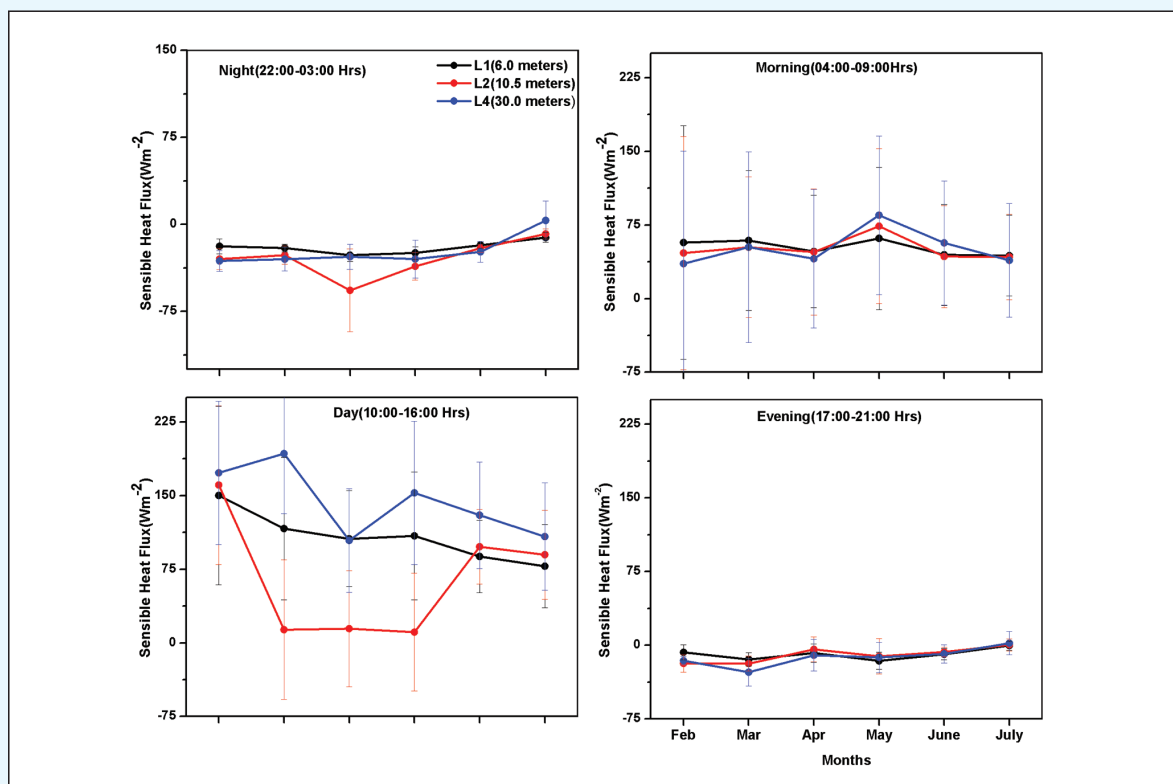 Night(22:00-03:00 Hrs)
L1(6.0 meters)
L2(10.5 meters)
L4(30.0 meters)
Sensible Heat Flux(Wm-2)
150
75
0
-75
Morning(04:00-09:00Hrs)
Sensible Heat Flux(Wm-2)
225
150
75
0
-75
Day(10:00-16:00 Hrs)
Sensible Heat Flux(Wm-2)
225
150
75
0
-75
Evening(17:00-21:00 Hrs)
Sensible Heat Flux(Wm-2)
225
150
75
0
-75
Feb Mar Apr May June July
Months